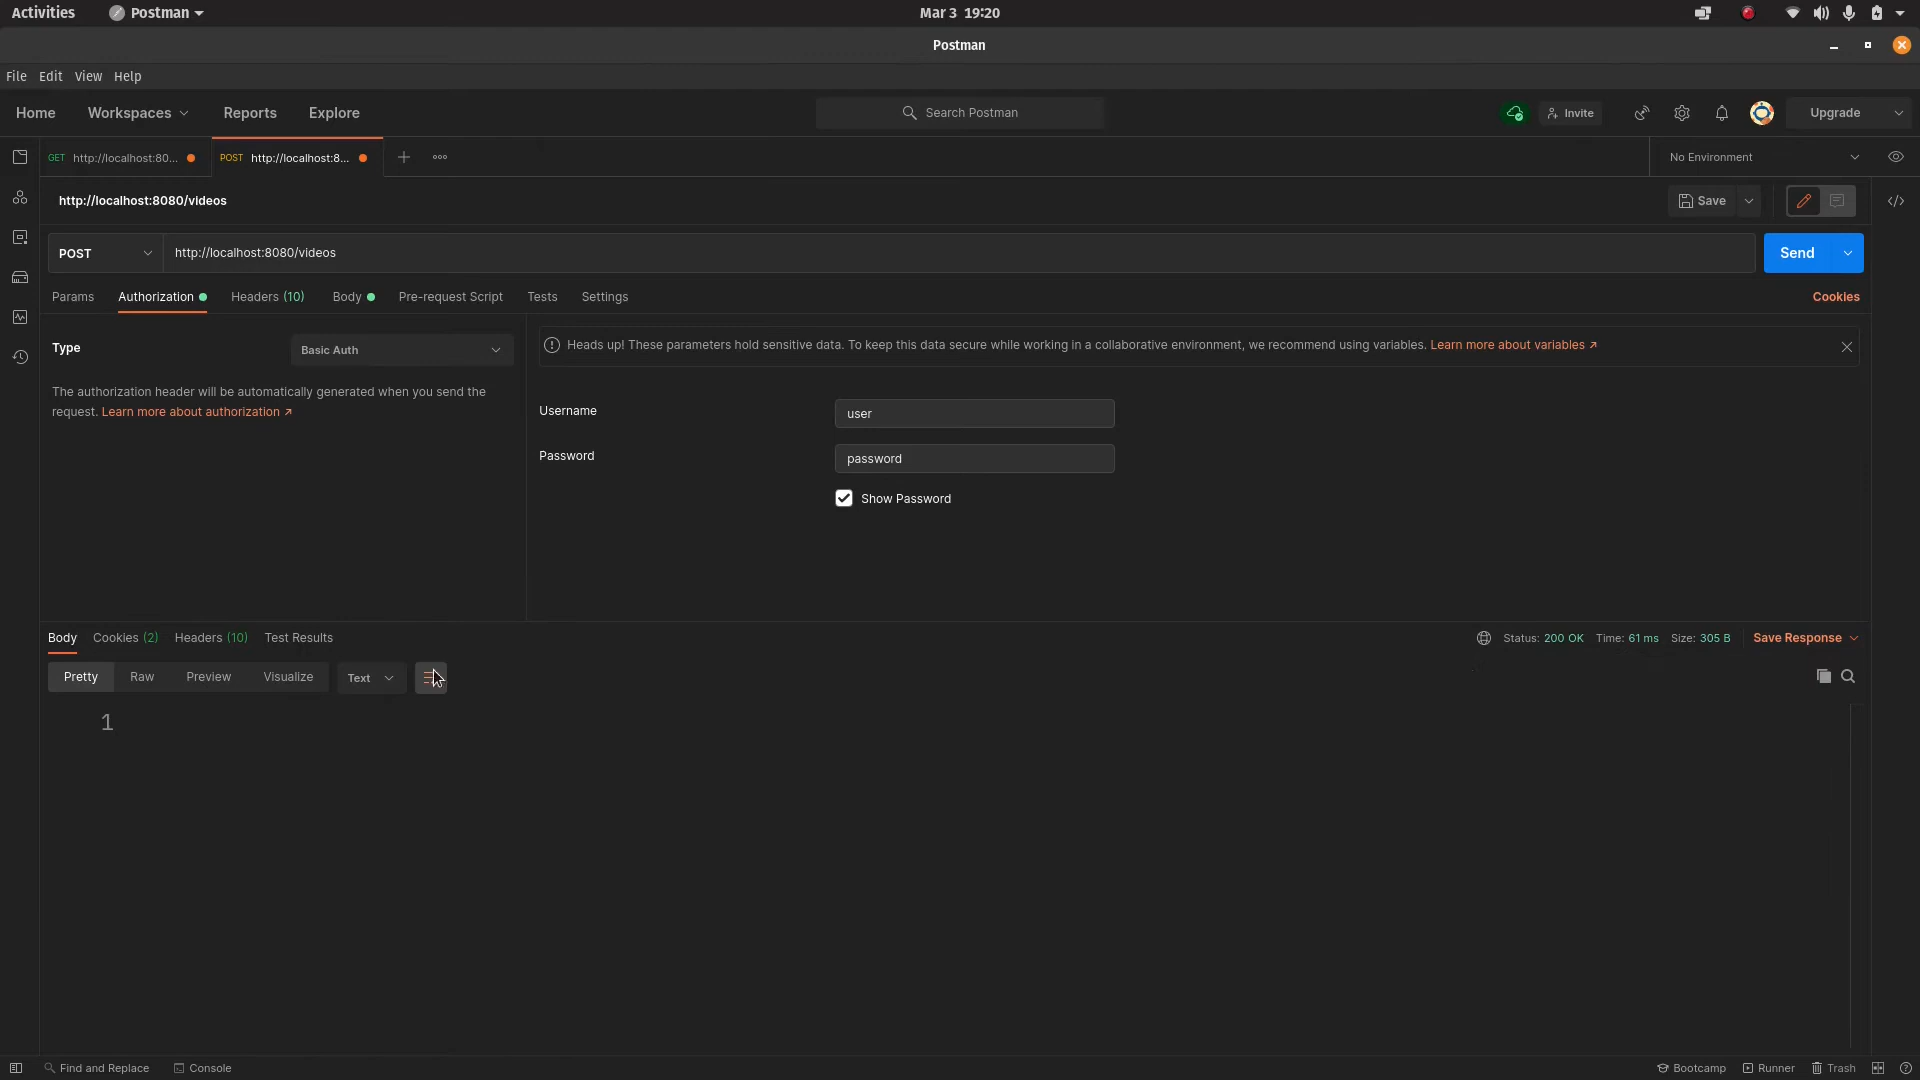 Activities Postman Mar 3 19:20
Postman
File Edit View Help
Home Workspaces Reports Explore Search Postman Invite Upgrade
GET http://localhost:80... POST http://localhost:8... No Environment
http://localhost:8080/videos Save
POST http://localhost:8080/videos Send
Params Authorization Headers (10) Body Pre-request Script Tests Settings Cookies
Type Basic Auth
Heads up! These parameters hold sensitive data. To keep this data secure while working in a collaborative environment, we recommend using variables. Learn more about variables ↗
The authorization header will be automatically generated when you send the
request. Learn more about authorization ↗
Username user
Password password
Show Password
Body Cookies (2) Headers (10) Test Results Status: 200 OK Time: 61 ms Size: 305 B Save Response
Pretty Raw Preview Visualize Text
1
Find and Replace Console Bootcamp Runner Trash